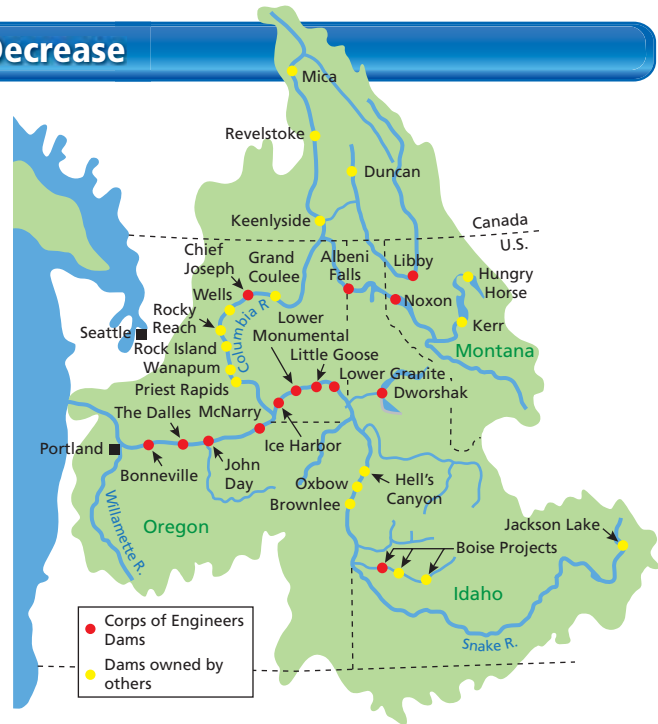 Decrease
Mica
Revelstoke
Duncan
Keenlyside
Canada
U.S.
Chief
Joseph
Grand
Coulee
Albeni
Falls
Libby
Hungry
Horse
Wells
Noxon
Rocky
Reach
Columbia R.
Lower
Monumental
Seattle
Kerr
Rock Island
Little Goose
Montana
Wanapum
Lower Granite
Priest Rapids
Dworshak
The Dalles
McNarry
Portland
Ice Harbor
Bonneville
John
Day
Hell's
Canyon
Oxbow
Brownlee
Willamette R.
Oregon
Jackson Lake
Boise Projects
Idaho
Snake R.
Corps of Engineers
Dams
Dams owned by
others